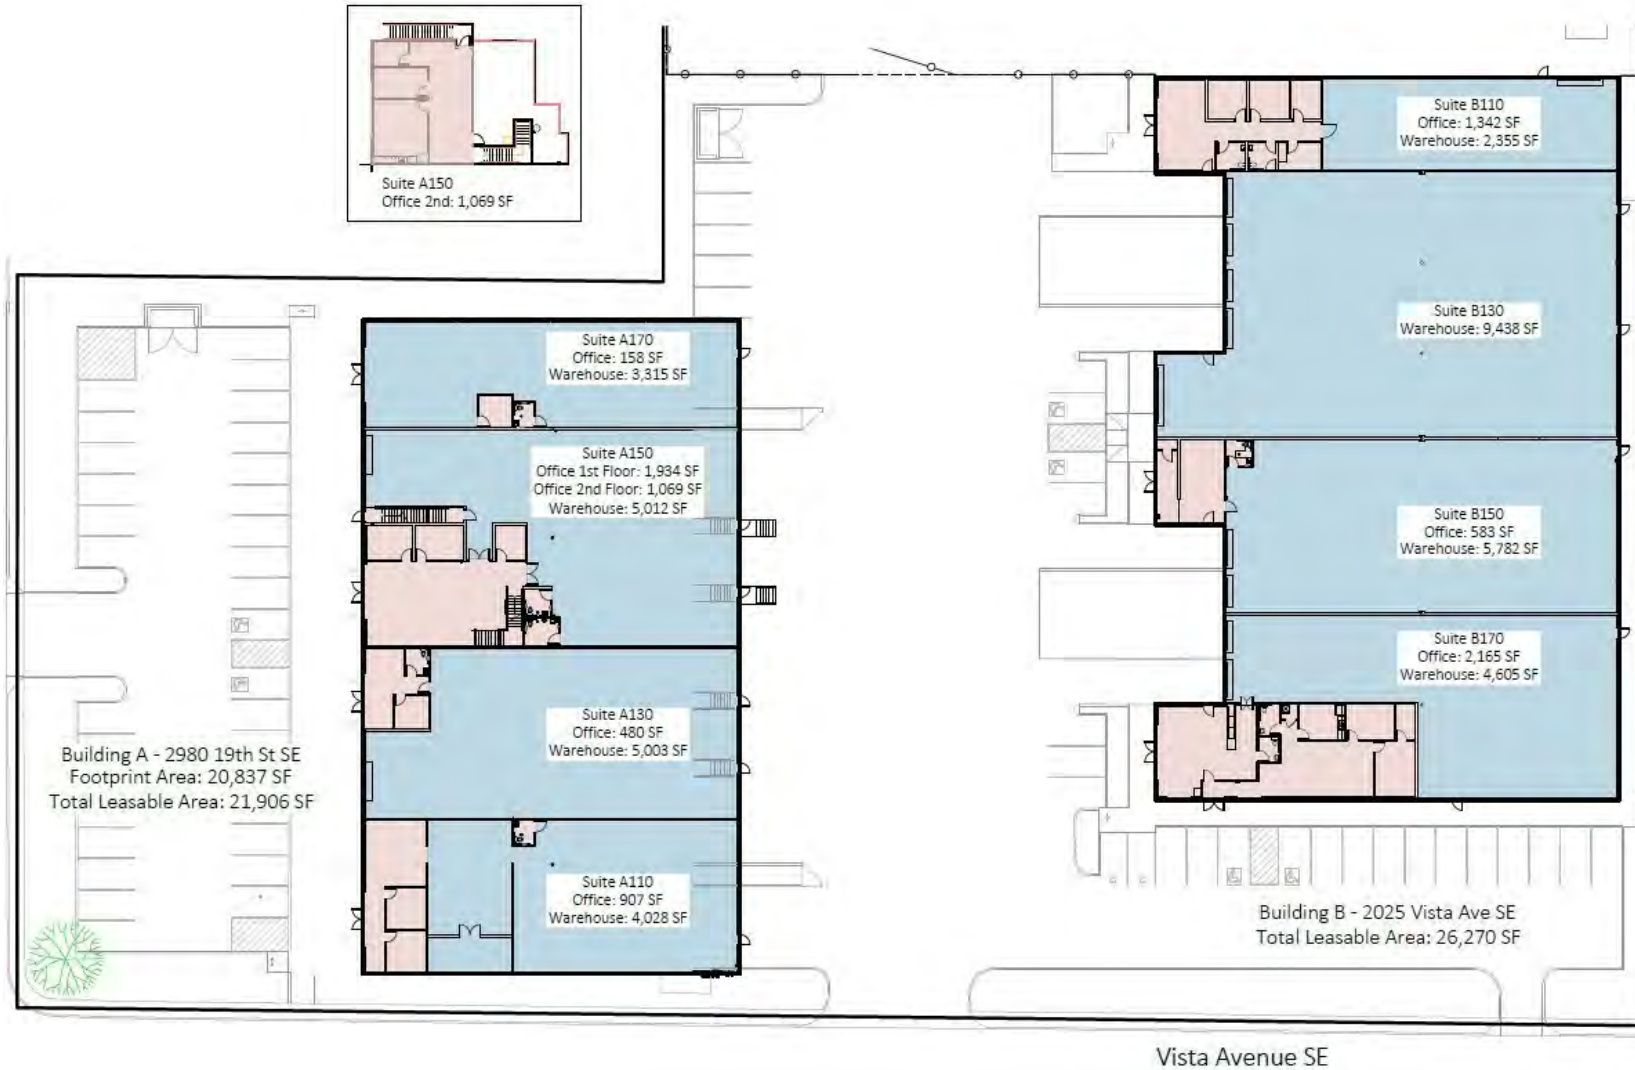 Suite A150
Office 2nd: 1,069 SF
Suite B110
Office: 1,342 SF
Warehouse: 2,355 SF
Suite B130
Warehouse: 9,438 SF
Suite A170
Office: 158 SF
Warehouse: 3,315 SF
Suite A150
Office 1st Floor: 1,934 SF
Office 2nd Floor: 1,069 SF
Warehouse: 5,012 SF
Suite B150
Office: 583 SF
Warehouse: 5,782 SF
Suite B170
Office: 2,165 SF
Warehouse: 4,605 SF
Suite A130
Office: 480 SF
Warehouse: 5,003 SF
Building A - 2980 19th St SE
Footprint Area: 20,837 SF
Total Leasable Area: 21,906 SF
Suite A110
Office: 907 SF
Warehouse: 4,028 SF
Building B - 2025 Vista Ave SE
Total Leasable Area: 26,270 SF
Vista Avenue SE